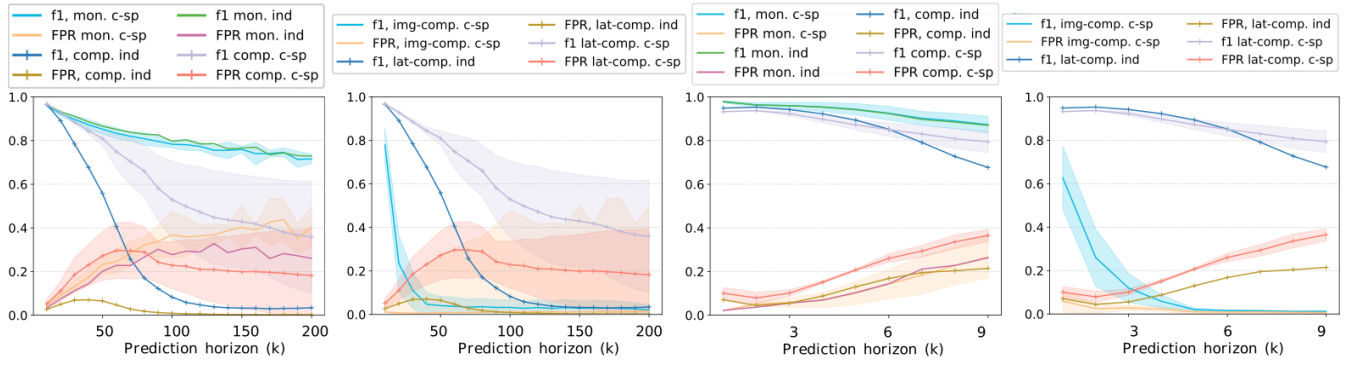 f1, mon. c-sp
f1 mon. ind
FPR mon. c-sp
FPR mon. ind
f1, comp. ind
f1 comp. c-sp
FPR, comp. ind
FPR comp. c-sp
1.0
0.8
0.6
0.4
0.2
0.0
50
100
150
200
Prediction horizon (k)
f1, img-comp. c-sp
FPR, lat-comp. ind
FPR, img-comp. c-sp
f1 lat-comp. c-sp
f1, lat-comp. ind
FPR lat-comp. c-sp
1.0
0.8
0.6
0.4
0.2
0.0
50
100
150
200
Prediction horizon (k)
f1, mon. c-sp
f1, comp. ind
FPR mon. c-sp
FPR, comp. ind
f1 mon. ind
f1 comp. c-sp
FPR mon. ind
FPR comp. c-sp
1.0
0.8
0.6
0.4
0.2
0.0
3
6
9
Prediction horizon (k)
f1, img-comp. c-sp
FPR, lat-comp. ind
FPR img-comp. c-sp
f1 lat-comp. c-sp
f1, lat-comp. ind
FPR lat-comp. c-sp
1.0
0.8
0.6
0.4
0.2
0.0
3
6
9
Prediction horizon (k)